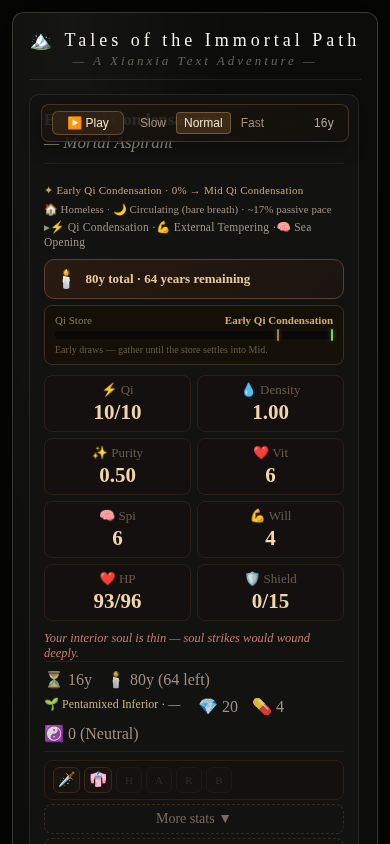 Tales of the Immortal Path
— A Xianxia Text Adventure —
▶️ Play Slow Normal Fast 16y
— Mortal Aspirant
✦ Early Qi Condensation · 0% → Mid Qi Condensation
🏠 Homeless · 🌙 Circulating (bare breath) · ~17% passive pace
▸⚡ Qi Condensation ·💪 External Tempering ·🧠 Sea
Opening
🕯️ 80y total · 64 years remaining
Qi Store Early Qi Condensation
Early draws — gather until the store settles into Mid.
⚡ Qi
10/10
💧 Density
1.00
✨ Purity
0.50
❤️ Vit
6
🧠 Spi
6
💪 Will
4
❤️ HP
93/96
🛡️ Shield
0/15
Your interior soul is thin — soul strikes would wound
deeply.
⏳ 16y 🕯️ 80y (64 left)
🌱 Pentamixed Inferior · — 💎 20 💊 4
☯️ 0 (Neutral)
H A R B
More stats ▼